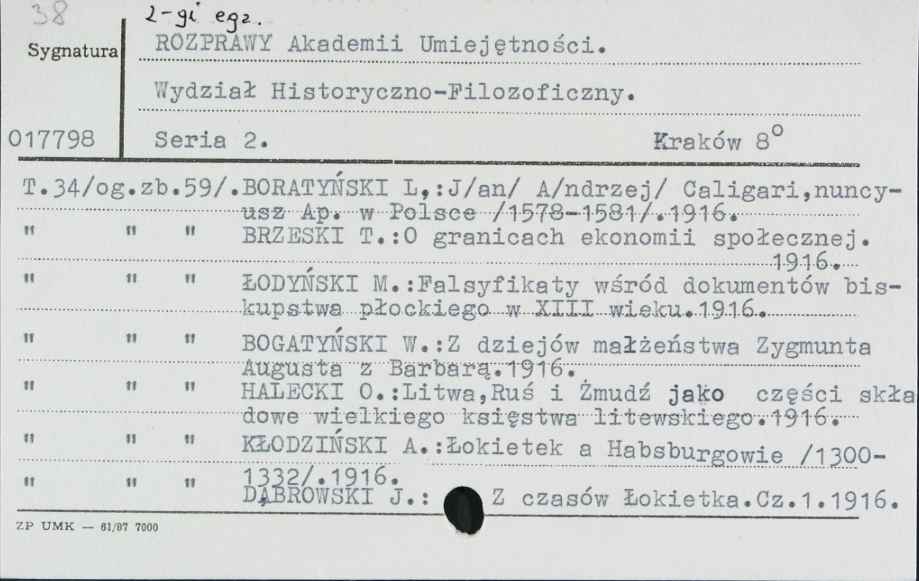 38
2-gi egz.
Sygnatura
ROZPRAWY Akademii Umiejętności.
Wydział Historyczno-Filozoficzny.
017798 Seria 2. Kraków 8°
T.34/og.zb.59/.BORATYŃSKI L,:J/an/ A/ndrzej/ Caligari,nuncy-
usz Ap. w Polsce /1578-1581/.1916.
" " " BRZESKI T.:O granicach ekonomii społecznej.
1916.
" " " ŁODYŃSKI M.:Falsyfikaty wśród dokumentów bis-
kupstwa płockiego w XIII wieku.1916.
" " " BOGATYŃSKI W.:Z dziejów małżeństwa Zygmunta
Augusta z Barbarą.1916.
" " " HALECKI O.:Litwa,Ruś i Żmudź jako części skła
dowe wielkiego księstwa litewskiego.1916.
" " " KŁODZIŃSKI A.:Łokietek a Habsburgowie /1300-
1332/.1916.
" " " DĄBROWSKI J.: Z czasów Łokietka.Cz.1.1916.
ZP UMK — 61/87 7000